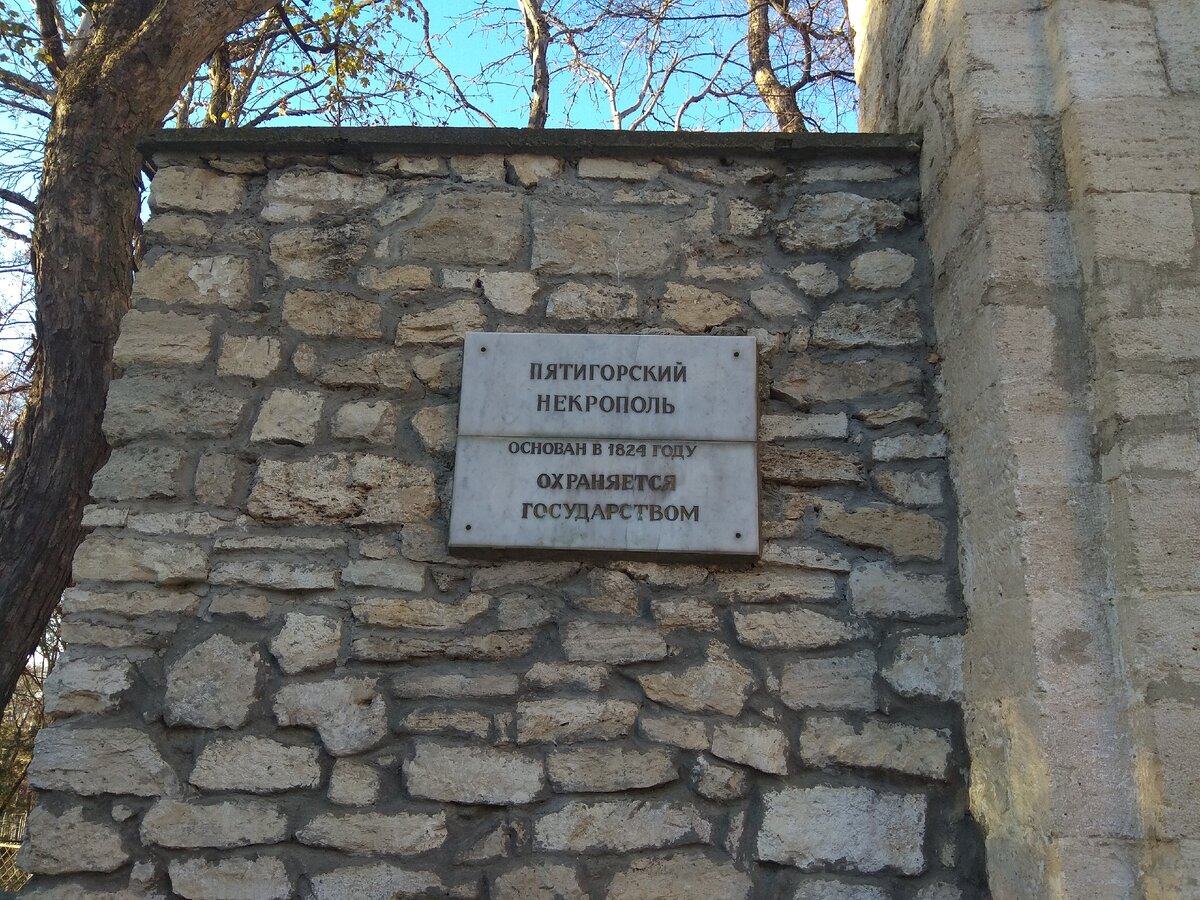 ПЯТИГОРСКИЙ
НЕКРОПОЛЬ
ОСНОВАН В 1824 ГОДУ
ОХРАНЯЕТСЯ
ГОСУДАРСТВОМ